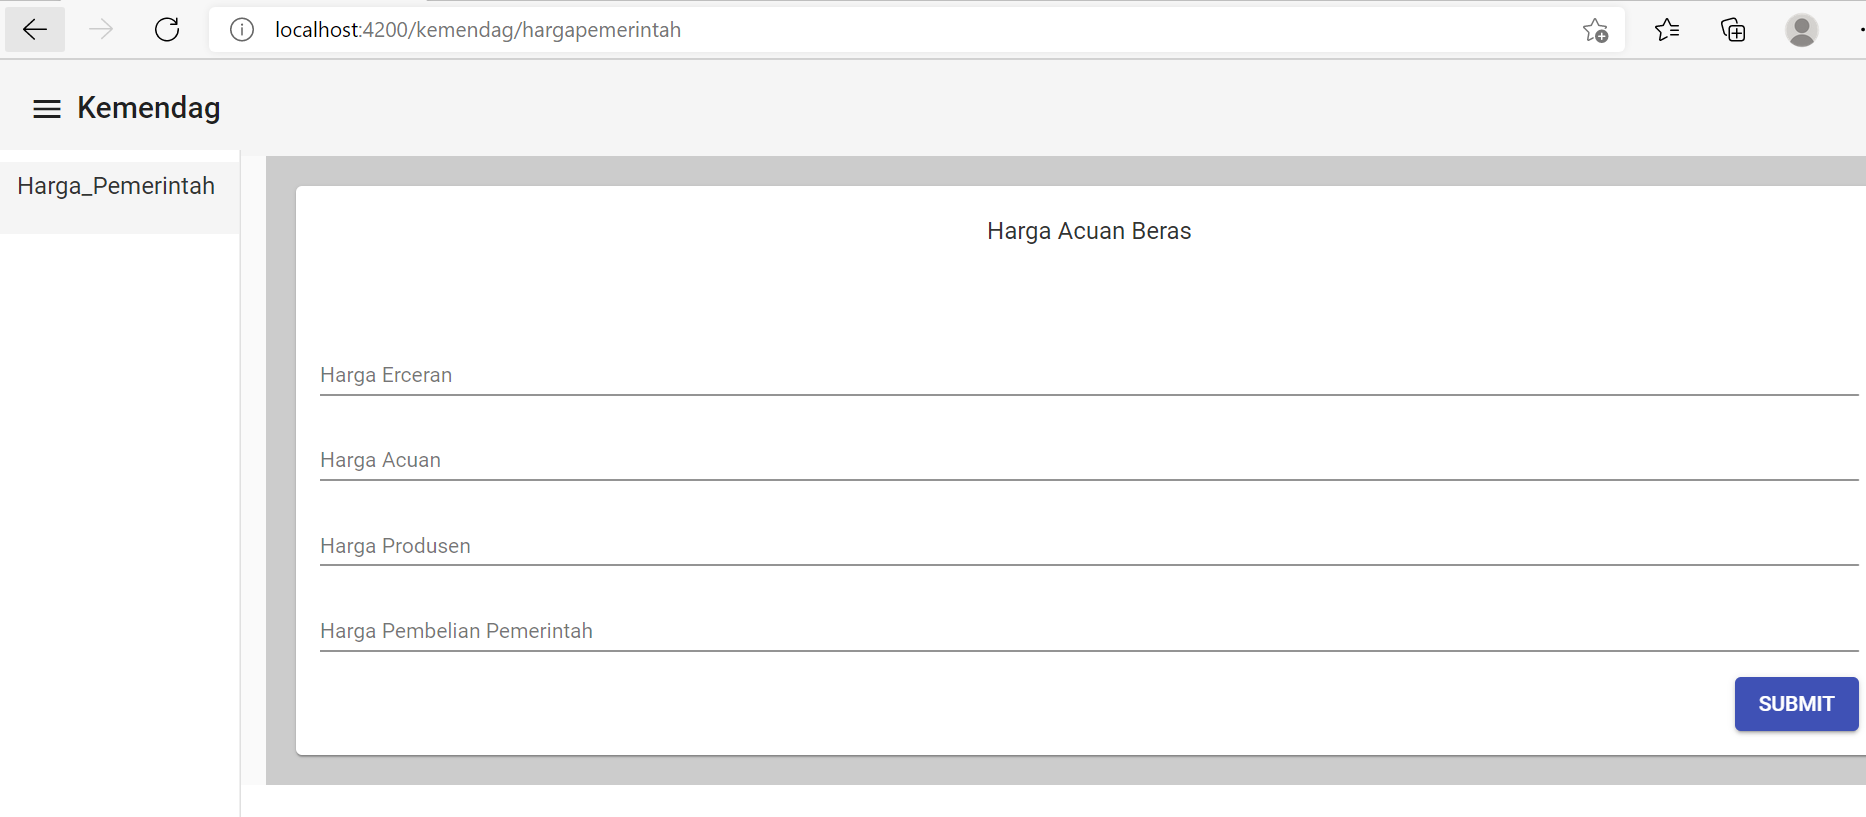 localhost:4200/kemendag/hargapemerintah
Kemendag
Harga_Pemerintah
Harga Acuan Beras
Harga Erceran
Harga Acuan
Harga Produsen
Harga Pembelian Pemerintah
SUBMIT